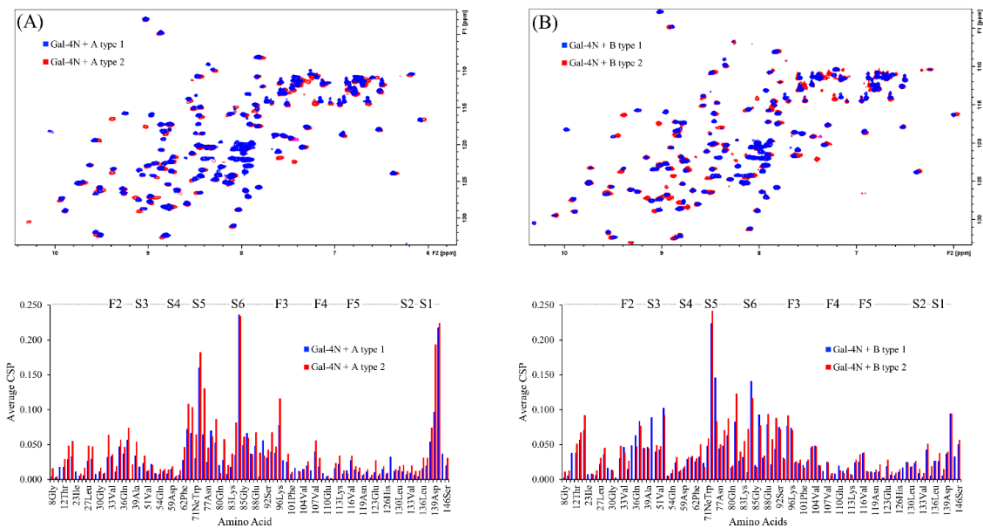 (A)
Gal-4N + A type 1
Gal-4N + A type 2
F1 [ppm]
110
115
120
125
130
10
9
8
7
6 F2 [ppm]
(B)
Gal-4N + B type 1
Gal-4N + B type 2
F1 [ppm]
110
115
120
125
130
10
9
8
7
F2 [ppm]
F2 S3 S4 S5 S6 F3 F4 F5 S2 S1
0.250
0.200
0.150
0.100
0.050
0.000
Average CSP
Gal-4N + A type 1
Gal-4N + A type 2
8Gly 12Thr 23Ile 27Leu 30Gly 33Val 36Gln 39Ala 51Val 54Gln 59Asp 62Phe 71NeTrp 77Asn 80Gln 83Lys 85Gly 88Glu 92Ser 96Lys 101Phe 104Val 107Val 110Gly 113Lys 116Val 119Asn 123Gln 126His 130Leu 133Val 136Leu 139Asp 146Ser
Amino Acid
F2 S3 S4 S5 S6 F3 F4 F5 S2 S1
0.250
0.200
0.150
0.100
0.050
0.000
Average CSP
Gal-4N + B type 1
Gal-4N + B type 2
8Gly 12Thr 23Ile 27Leu 30Gly 33Val 36Gln 39Ala 51Val 54Gln 59Asp 62Phe 71NeTrp 77Asn 80Gln 83Lys 85Gly 88Glu 92Ser 96Lys 101Phe 104Val 107Val 113Lys 116Val 119Asn 126His 130Leu 133Val 136Leu 139Asp 146Ser
Amino Acids